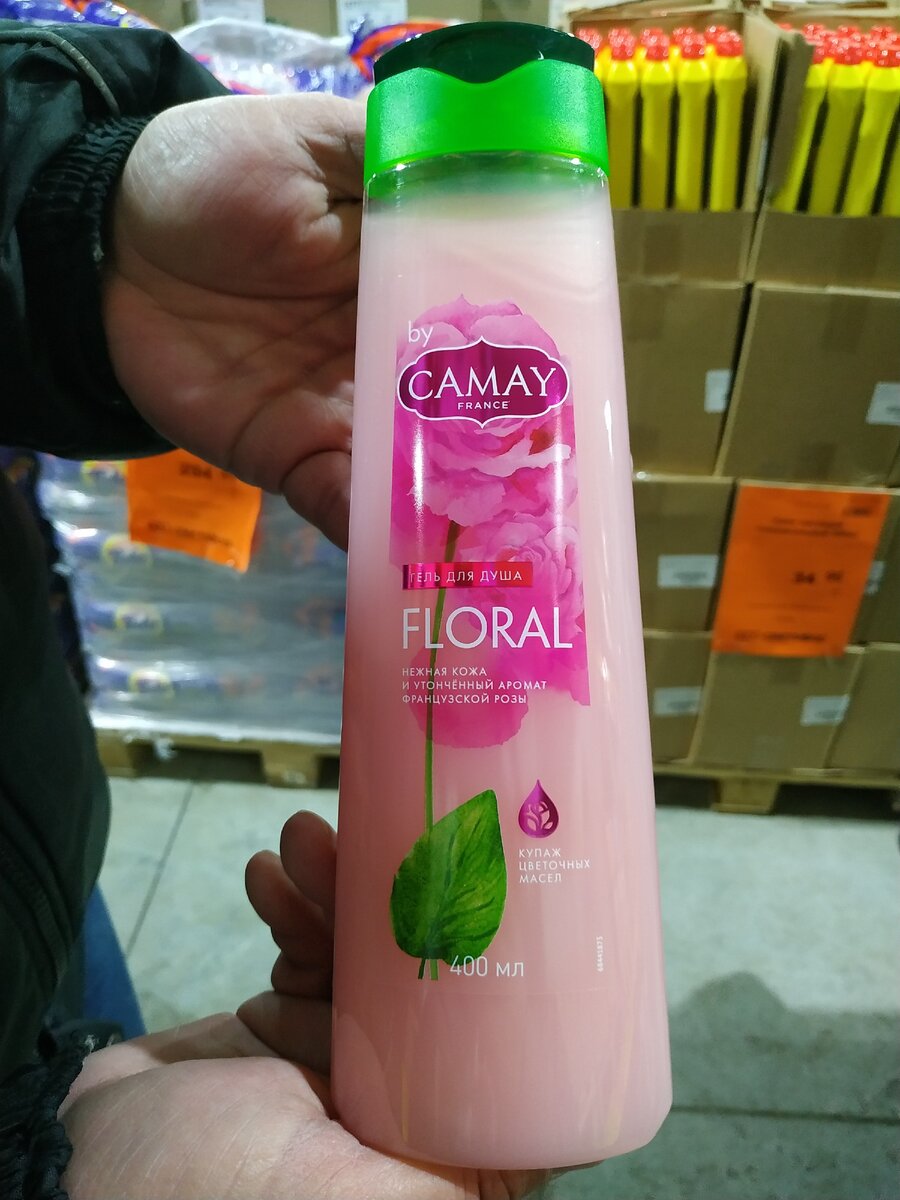 by
CAMAY
FRANCE
ГЕЛЬ ДЛЯ ДУША
FLORAL
НЕЖНАЯ КОЖА
И УТОНЧЁННЫЙ АРОМАТ
ФРАНЦУЗСКОЙ РОЗЫ
КУПАЖ
ЦВЕТОЧНЫХ
МАСЕЛ
400 МЛ